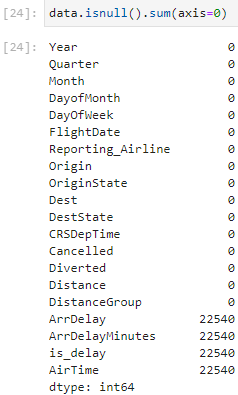 [24]: data.isnull().sum(axis=0)
[24]: Year 0
Quarter 0
Month 0
DayofMonth 0
DayOfWeek 0
FlightDate 0
Reporting_Airline 0
Origin 0
OriginState 0
Dest 0
DestState 0
CRSDepTime 0
Cancelled 0
Diverted 0
Distance 0
DistanceGroup 0
ArrDelay 22540
ArrDelayMinutes 22540
is_delay 22540
AirTime 22540
dtype: int64